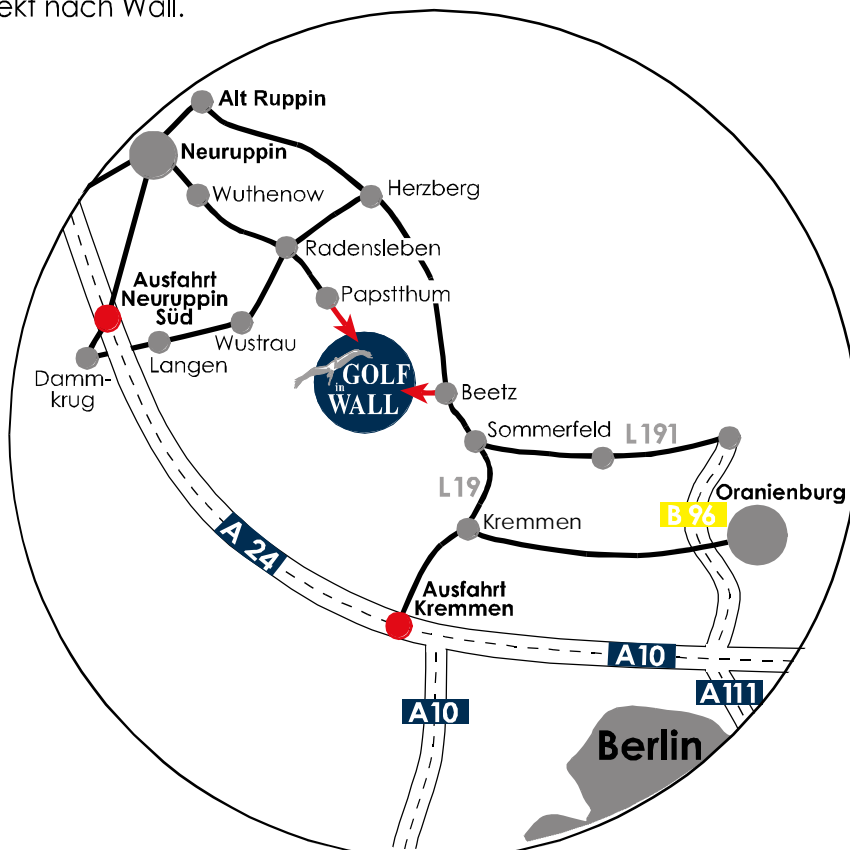 ekt nach Wall.
Alt Ruppin
Neuruppin
Wuthenow
Herzberg
Radensleben
Ausfahrt
Neuruppin
Süd
Papstthum
Wustrau
Langen
Damm-
krug
GOLF
in
WALL
Beetz
Sommerfeld
L191
L19
Oranienburg
B 96
Kremmen
A 24
Ausfahrt
Kremmen
A10
A111
A10
Berlin